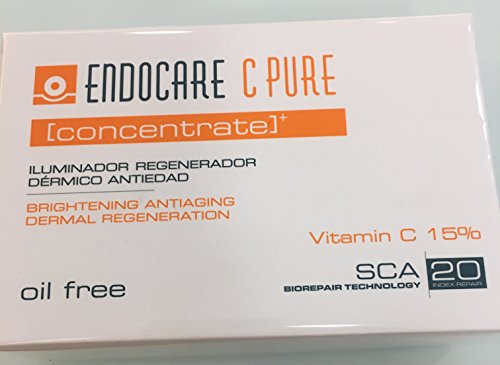 ENDOCARE C PURE
[concentrate]+
ILUMINADOR REGENERADOR
DÉRMICO ANTIEDAD
BRIGHTENING ANTIAGING
DERMAL REGENERATION
Vitamin C 15%
SCA 20
BIOREPAIR TECHNOLOGY INDEX REPAIR
oil free